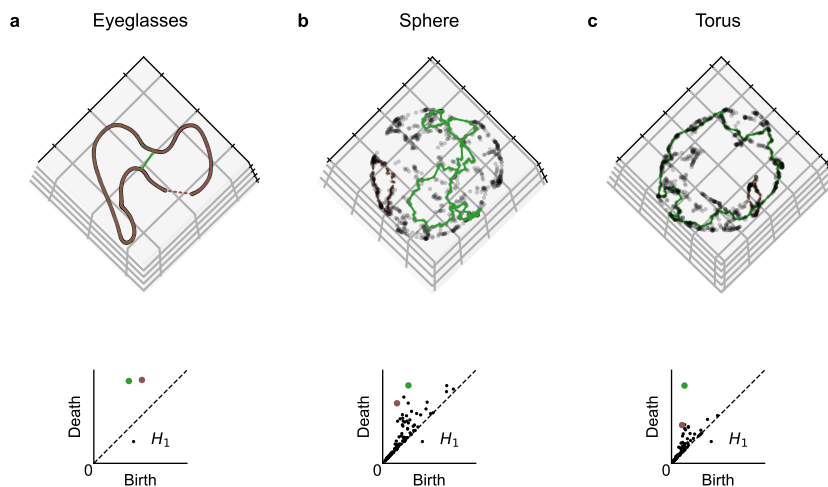 a Eyeglasses
b Sphere
c Torus
Death
0
Birth
H₁
Death
0
Birth
H₁
Death
0
Birth
H₁